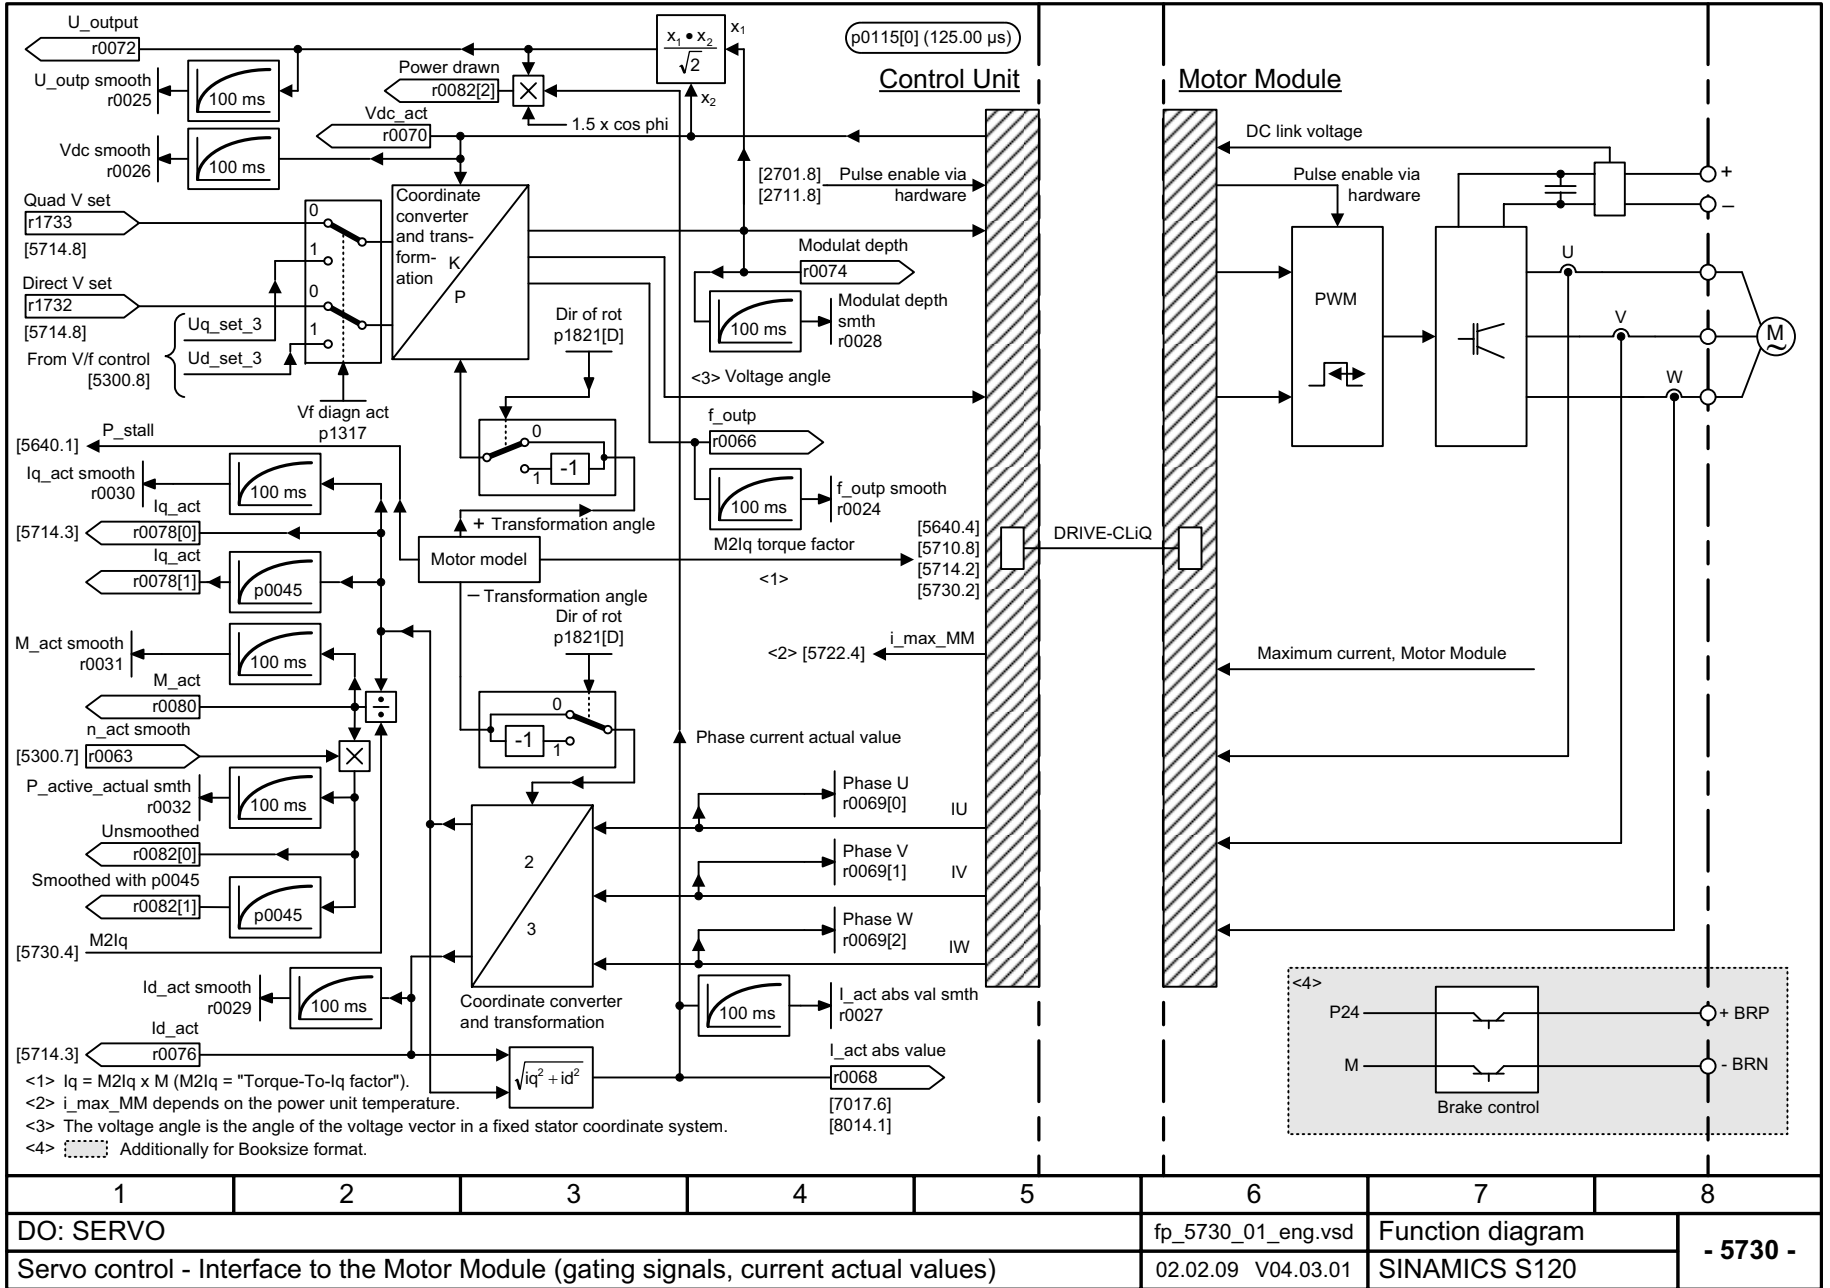 U_output
r0072
U_outp smooth
r0025
100 ms
Power drawn
r0082[2]
x₁ • x₂
√2
x₁
x₂
p0115[0] (125.00 µs)
Control Unit
Motor Module
Vdc_act
r0070
1.5 x cos phi
Vdc smooth
r0026
100 ms
DC link voltage
Quad V set
r1733
[5714.8]
0
1
Direct V set
r1732
[5714.8]
0
1
Uq_set_3
Ud_set_3
From V/f control
[5300.8]
Vf diagn act
p1317
Coordinate
converter
and trans-
form-
ation
K
P
[2701.8]
[2711.8]
Pulse enable via
hardware
Pulse enable via
hardware
Modulat depth
r0074
100 ms
Modulat depth
smth
r0028
Dir of rot
p1821[D]
<3> Voltage angle
f_outp
r0066
100 ms
f_outp smooth
r0024
0
1
-1
+
−
PWM
U
V
W
M
~
[5640.1]
P_stall
Iq_act smooth
r0030
100 ms
Iq_act
[5714.3]
r0078[0]
Iq_act
r0078[1]
p0045
+ Transformation angle
Motor model
− Transformation angle
M2Iq torque factor
<1>
[5640.4]
[5710.8]
[5714.2]
[5730.2]
DRIVE-CLiQ
Dir of rot
p1821[D]
<2> [5722.4]
i_max_MM
Maximum current, Motor Module
M_act smooth
r0031
100 ms
M_act
r0080
÷
n_act smooth
[5300.7]
r0063
0
-1
1
Phase current actual value
P_active_actual smth
r0032
100 ms
Unsmoothed
r0082[0]
Smoothed with p0045
r0082[1]
p0045
M2Iq
[5730.4]
2
3
Coordinate converter
and transformation
Phase U
r0069[0]
IU
Phase V
r0069[1]
IV
Phase W
r0069[2]
IW
Id_act smooth
r0029
100 ms
Id_act
[5714.3]
r0076
√iq² + id²
100 ms
I_act abs val smth
r0027
I_act abs value
r0068
[7017.6]
[8014.1]
<4>
P24
M
+ BRP
- BRN
Brake control
<1> Iq = M2Iq x M (M2Iq = "Torque-To-Iq factor").
<2> i_max_MM depends on the power unit temperature.
<3> The voltage angle is the angle of the voltage vector in a fixed stator coordinate system.
<4> Additionally for Booksize format.
1 2 3 4 5 6 7 8
DO: SERVO
fp_5730_01_eng.vsd
Function diagram
- 5730 -
Servo control - Interface to the Motor Module (gating signals, current actual values)
02.02.09 V04.03.01
SINAMICS S120